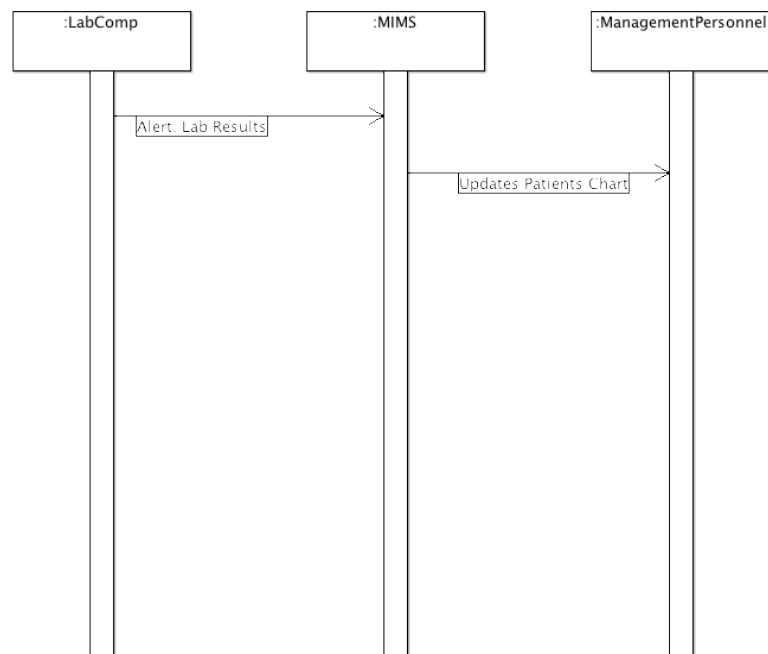 :LabComp
:MIMS
:ManagementPersonnel
Alert: Lab Results
Updates Patients Chart